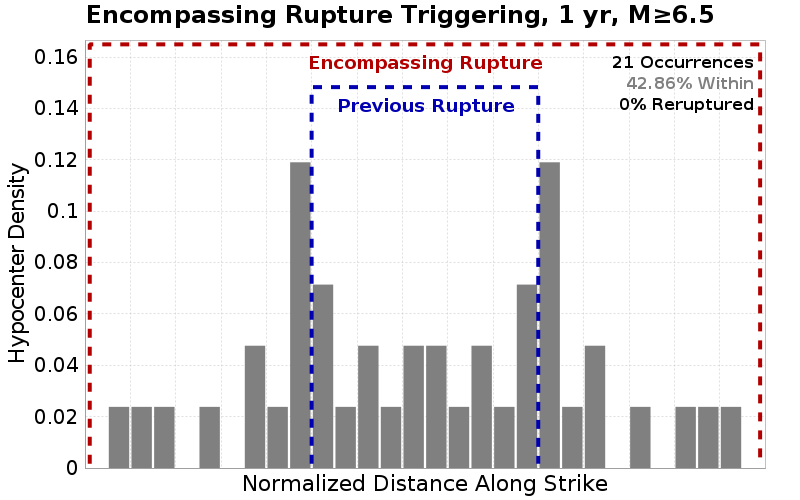 Encompassing Rupture Triggering, 1 yr, M≥6.5
0.16
0.14
0.12
0.1
0.08
0.06
0.04
0.02
0
Hypocenter Density
Encompassing Rupture
Previous Rupture
21 Occurrences
42.86% Within
0% Reruptured
Normalized Distance Along Strike